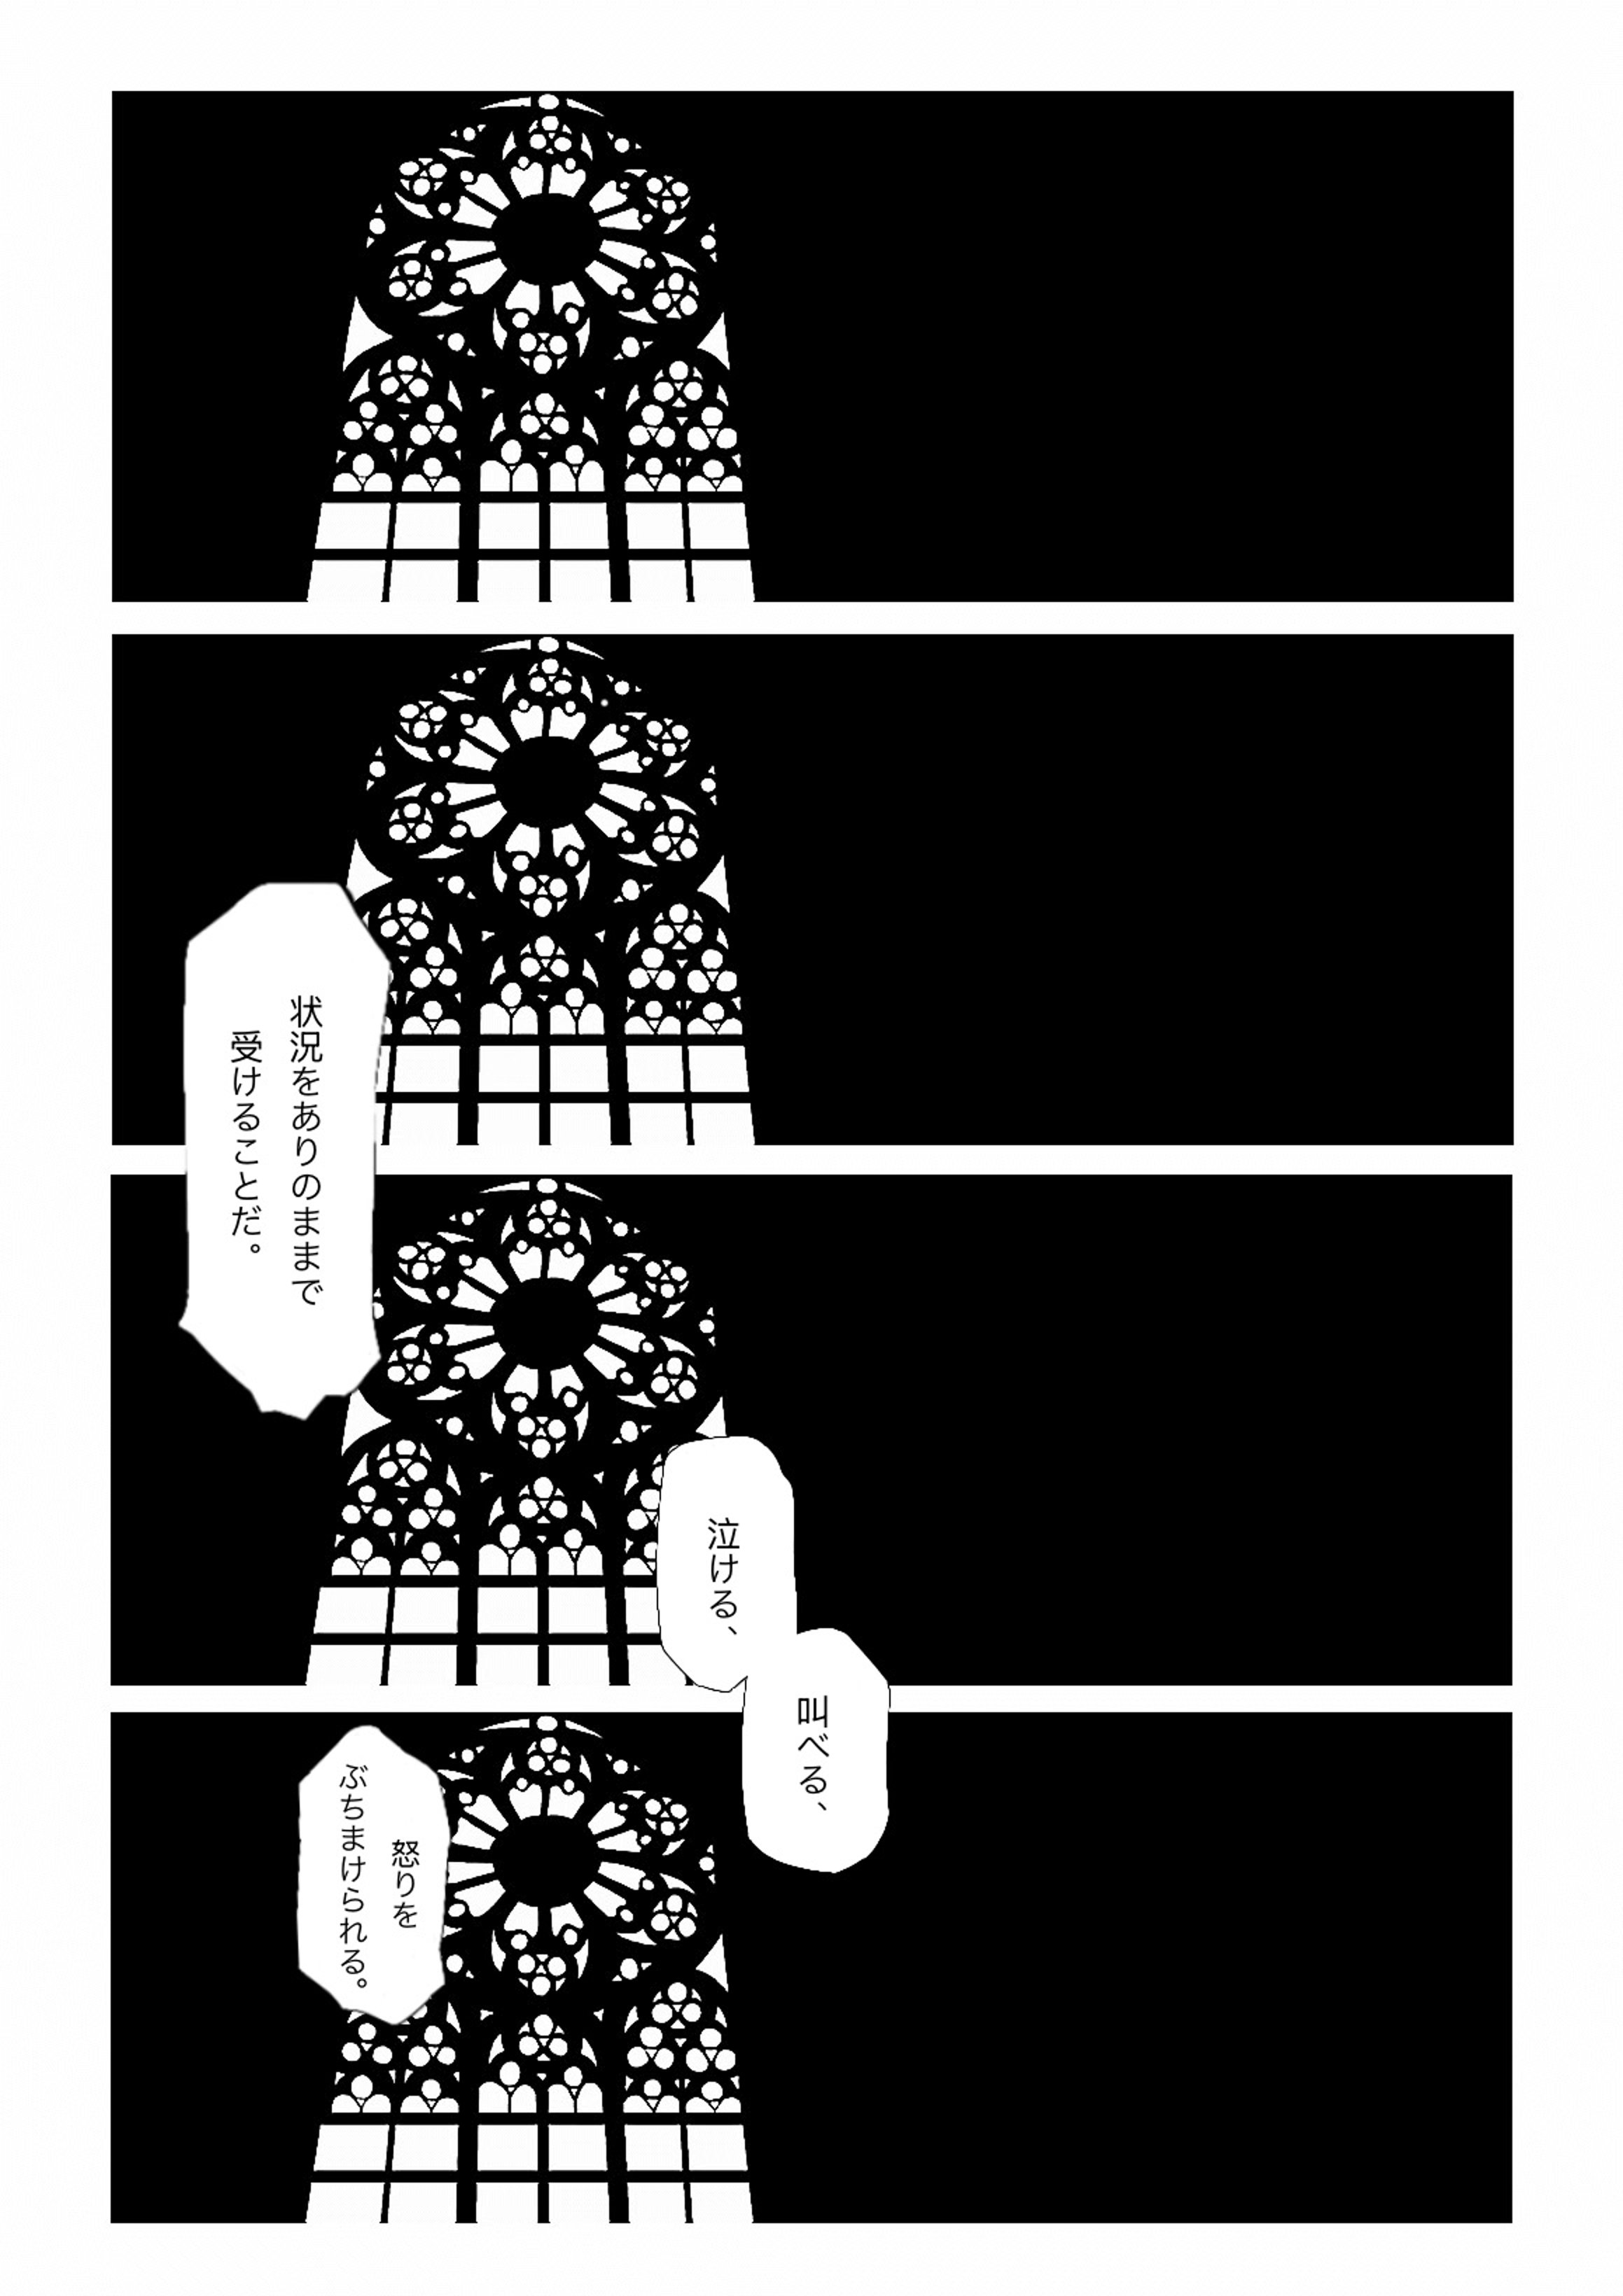 状況をありのままで
受けることだ。
泣ける、
叫べる、
怒りを
ぶちまけられる。